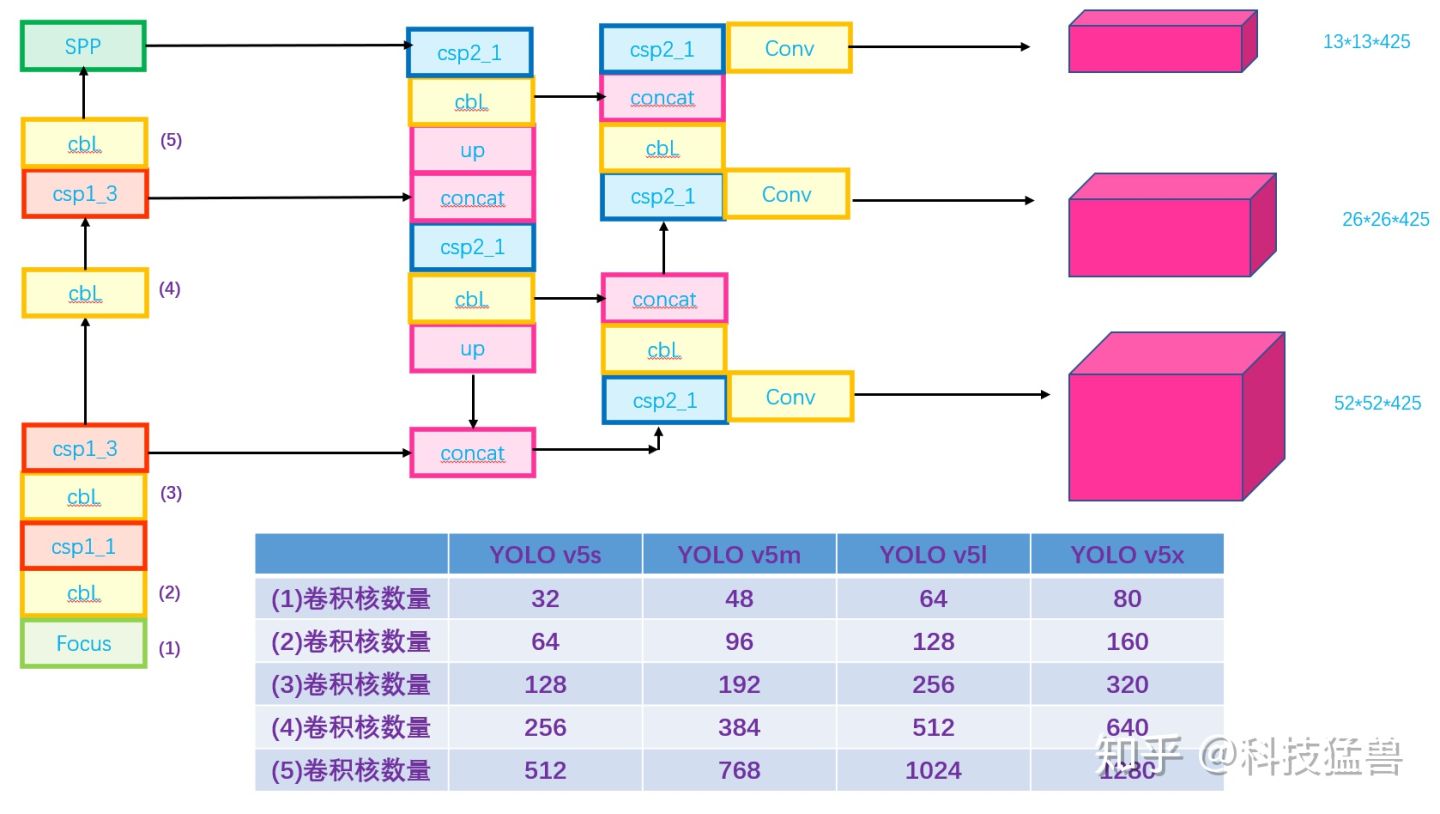 SPP
cbL
(5)
csp1_3
cbL
(4)
csp1_3
cbL
(3)
csp1_1
cbL
(2)
Focus
(1)
csp2_1
cbL
up
concat
csp2_1
cbL
up
concat
csp2_1
Conv
concat
cbL
csp2_1
Conv
concat
cbL
csp2_1
Conv
13*13*425
26*26*425
52*52*425
YOLO v5s YOLO v5m YOLO v5l YOLO v5x
(1)卷积核数量 32 48 64 80
(2)卷积核数量 64 96 128 160
(3)卷积核数量 128 192 256 320
(4)卷积核数量 256 384 512 640
(5)卷积核数量 512 768 1024 1280
知乎 @科技猛兽